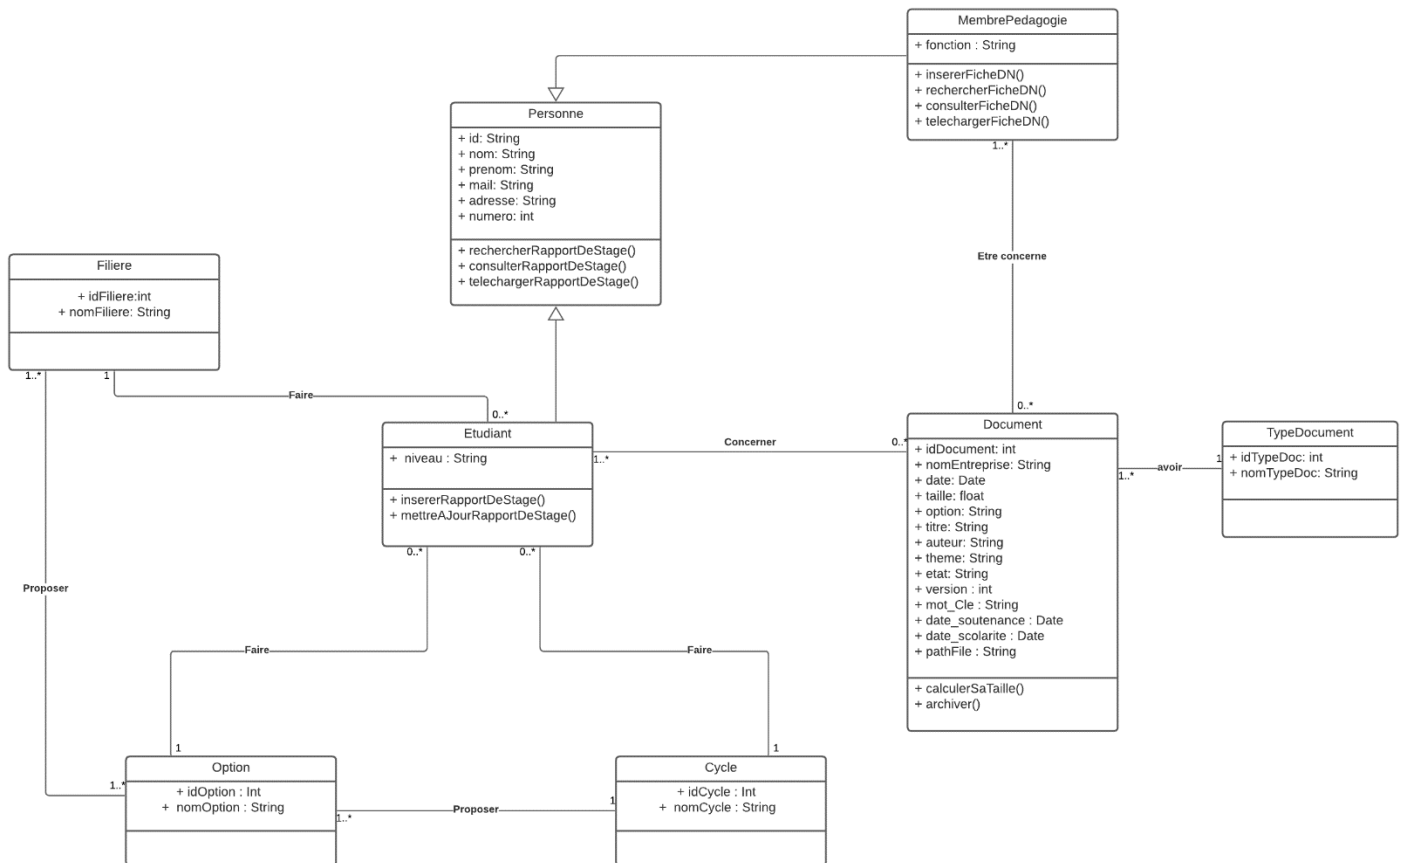 MembrePedagogie
+ fonction : String
+ insererFicheDN()
+ rechercherFicheDN()
+ consulterFicheDN()
+ telechargerFicheDN()
1..*
Personne
+ id: String
+ nom: String
+ prenom: String
+ mail: String
+ adresse: String
+ numero: int
+ rechercherRapportDeStage()
+ consulterRapportDeStage()
+ telechargerRapportDeStage()
Etre concerne
Filiere
+ idFiliere:int
+ nomFiliere: String
1..*
1
Faire
0..*
0..*
Etudiant
+ niveau : String
+ insererRapportDeStage()
+ mettreAJourRapportDeStage()
1..*
Concerner
0..*
Document
+ idDocument: int
+ nomEntreprise: String
+ date: Date
+ taille: float
+ option: String
+ titre: String
+ auteur: String
+ theme: String
+ etat: String
+ version : int
+ mot_Cle : String
+ date_soutenance : Date
+ date_scolarite : Date
+ pathFile : String
+ calculerSaTaille()
+ archiver()
1..*
avoir
1
TypeDocument
+ idTypeDoc: int
+ nomTypeDoc: String
0..*
0..*
Proposer
Faire
Faire
1
1
1..*
Option
+ idOption : Int
+ nomOption : String
1..*
Proposer
1
Cycle
+ idCycle : Int
+ nomCycle : String